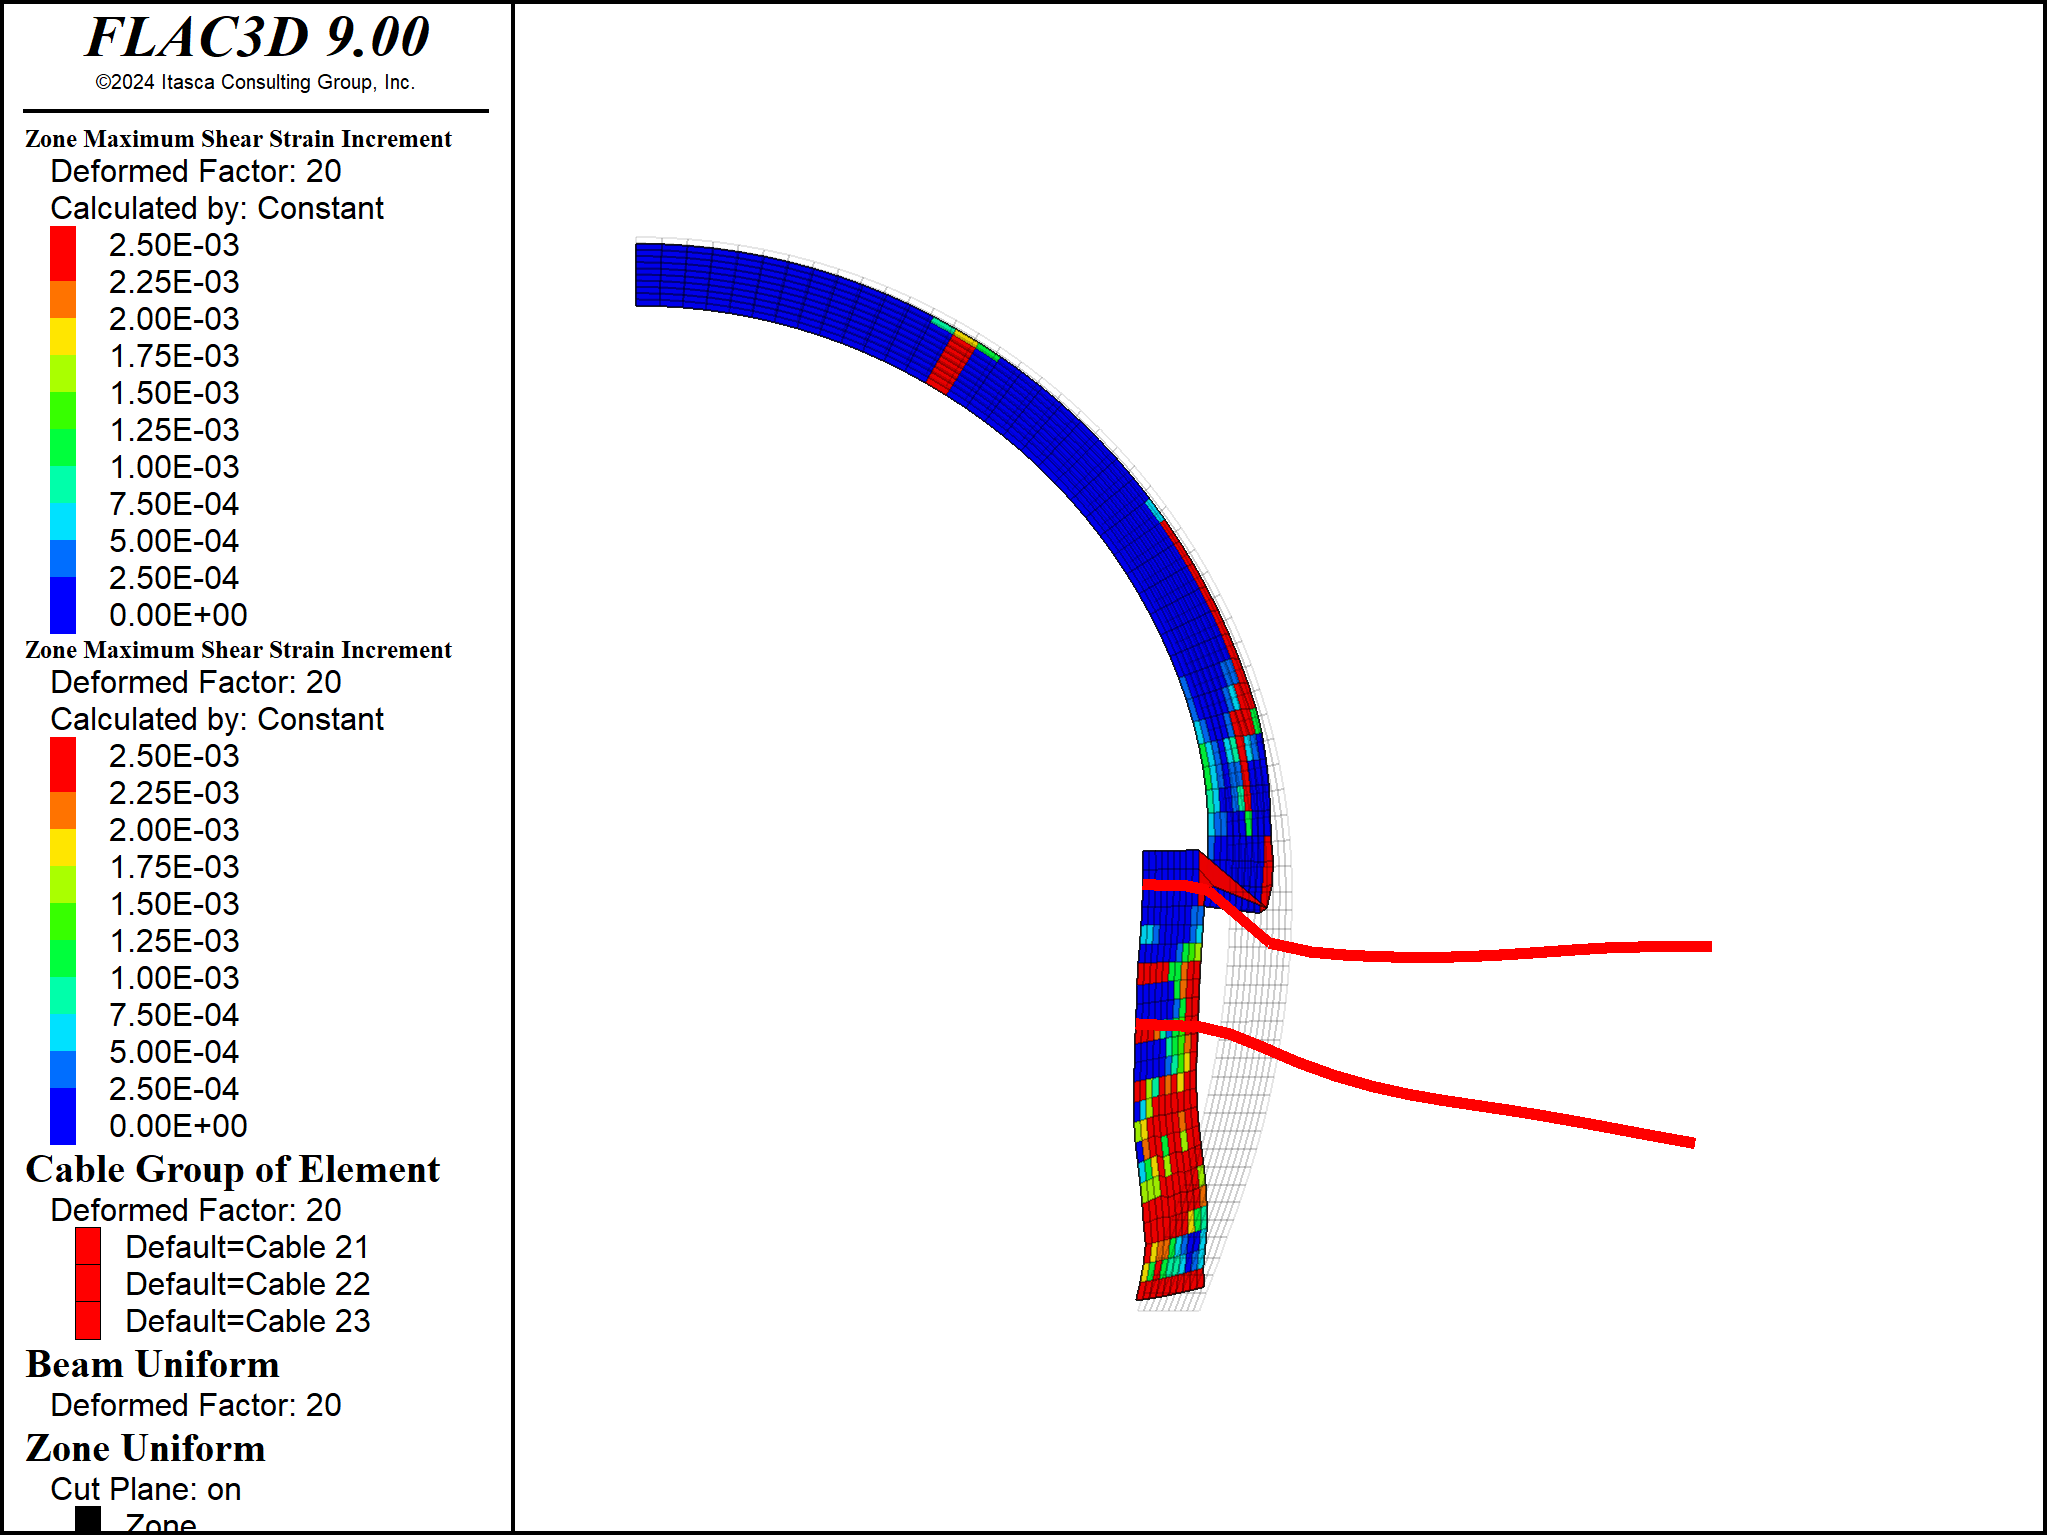 FLAC3D 9.00
©2024 Itasca Consulting Group, Inc.
Zone Maximum Shear Strain Increment
Deformed Factor: 20
Calculated by: Constant
2.50E-03
2.25E-03
2.00E-03
1.75E-03
1.50E-03
1.25E-03
1.00E-03
7.50E-04
5.00E-04
2.50E-04
0.00E+00
Zone Maximum Shear Strain Increment
Deformed Factor: 20
Calculated by: Constant
2.50E-03
2.25E-03
2.00E-03
1.75E-03
1.50E-03
1.25E-03
1.00E-03
7.50E-04
5.00E-04
2.50E-04
0.00E+00
Cable Group of Element
Deformed Factor: 20
Default=Cable 21
Default=Cable 22
Default=Cable 23
Beam Uniform
Deformed Factor: 20
Zone Uniform
Cut Plane: on
Zone